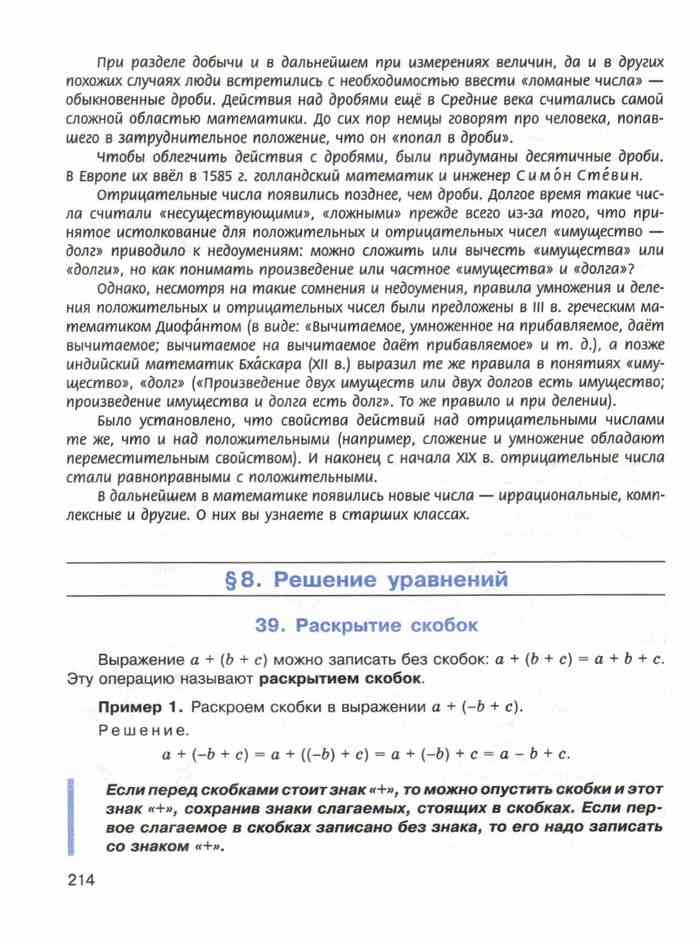 При разделе добычи и в дальнейшем при измерениях величин, да и в других
похожих случаях люди встретились с необходимостью ввести «ломаные числа» —
обыкновенные дроби. Действия над дробями ещё в Средние века считались самой
сложной областью математики. До сих пор немцы говорят про человека, попав-
шего в затруднительное положение, что он «попал в дроби».
Чтобы облегчить действия с дробями, были придуманы десятичные дроби.
В Европе их ввёл в 1585 г. голландский математик и инженер Симо́н Сте́вин.
Отрицательные числа появились позднее, чем дроби. Долгое время такие чис-
ла считали «несуществующими», «ложными» прежде всего из-за того, что при-
нятое истолкование для положительных и отрицательных чисел «имущество —
долг» приводило к недоумениям: можно сложить или вычесть «имущества» или
«долги», но как понимать произведение или частное «имущества» и «долга»?
Однако, несмотря на такие сомнения и недоумения, правила умножения и деле-
ния положительных и отрицательных чисел были предложены в III в. греческим ма-
тематиком Диофа́нтом (в виде: «Вычитаемое, умноженное на прибавляемое, даёт
вычитаемое; вычитаемое на вычитаемое даёт прибавляемое» и т. д.), а позже
индийский математик Бха́скара (XII в.) выразил те же правила в понятиях «иму-
щество», «долг» («Произведение двух имуществ или двух долгов есть имущество;
произведение имущества и долга есть долг». То же правило и при делении).
Было установлено, что свойства действий над отрицательными числами
те же, что и над положительными (например, сложение и умножение обладают
переместительным свойством). И наконец с начала XIX в. отрицательные числа
стали равноправными с положительными.
В дальнейшем в математике появились новые числа — иррациональные, комп-
лексные и другие. О них вы узнаете в старших классах.
§ 8. Решение уравнений
39. Раскрытие скобок
Выражение a + (b + c) можно записать без скобок: a + (b + c) = a + b + c.
Эту операцию называют раскрытием скобок.
Пример 1. Раскроем скобки в выражении a + (–b + c).
Решение.
a + (–b + c) = a + ((–b) + c) = a + (–b) + c = a – b + c.
Если перед скобками стоит знак «+», то можно опустить скобки и этот
знак «+», сохранив знаки слагаемых, стоящих в скобках. Если пер-
вое слагаемое в скобках записано без знака, то его надо записать
со знаком «+».
214